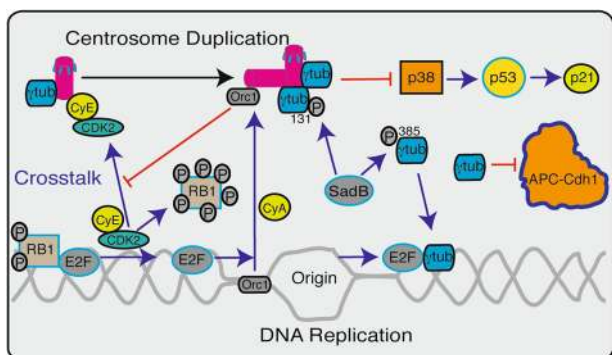 Centrosome Duplication
γtub
CyE
CDK2
Orc1
γtub
γtub
P
131
p38
p53
p21
P
385
γtub
γtub
APC-Cdh1
SadB
Crosstalk
P
P
P
P
P
P
P
RB1
CyA
CyE
CDK2
P
RB1
P
E2F
E2F
Orc1
Origin
E2F
γtub
DNA Replication